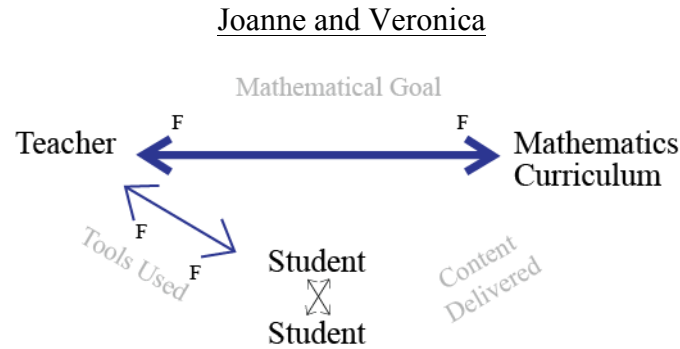 Joanne and Veronica
Mathematical Goal
F
F
Teacher
Mathematics
Curriculum
F
Tools Used
F
Student
Student
Content
Delivered